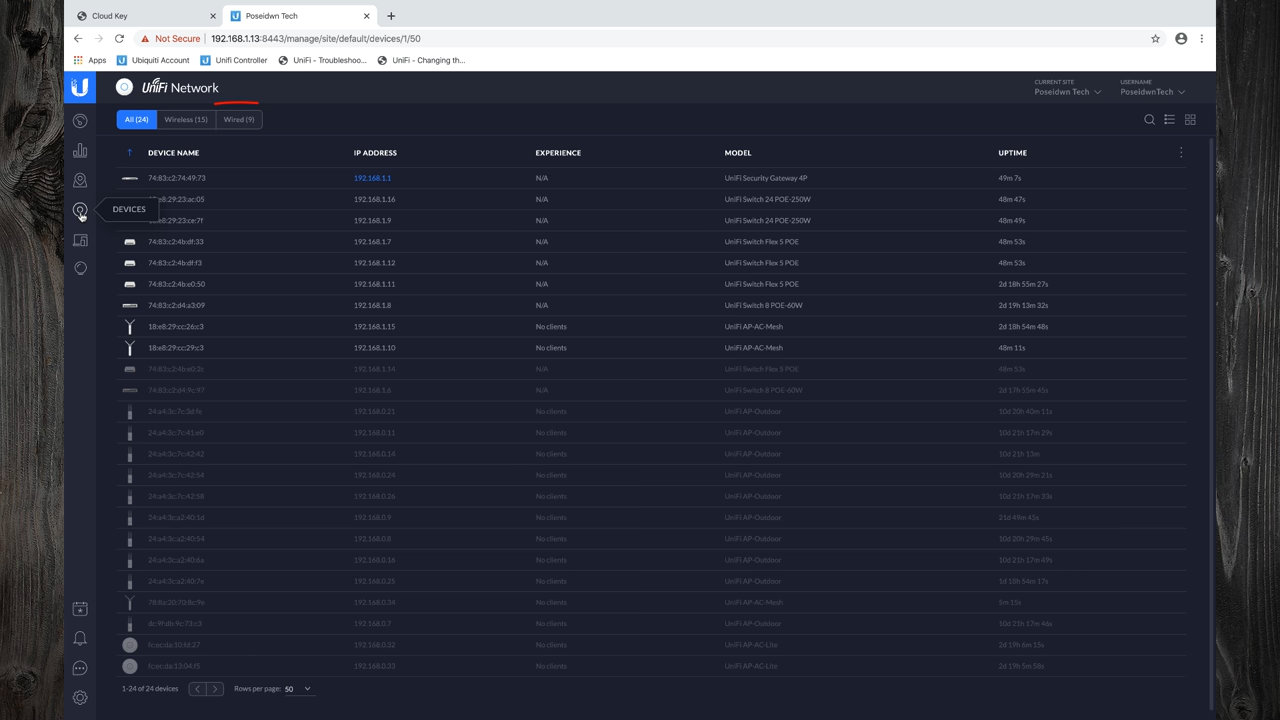 Cloud Key
Poseidwn Tech
Not Secure 192.168.1.13:8443/manage/site/default/devices/1/50
Apps Ubiquiti Account Unifi Controller UniFi - Troubleshoo... UniFi - Changing th...
UniFi Network
CURRENT SITE
Poseidwn Tech
USERNAME
PoseidwnTech
All (24) Wireless (15) Wired (9)
DEVICE NAME IP ADDRESS EXPERIENCE MODEL UPTIME
74:83:c2:74:49:73 192.168.1.1 N/A UniFi Security Gateway 4P 49m 7s
DEVICES
e8:29:23:ac:05 192.168.1.16 N/A UniFi Switch 24 POE-250W 48m 47s
e8:29:23:ce:7f 192.168.1.9 N/A UniFi Switch 24 POE-250W 48m 49s
74:83:c2:4b:df:33 192.168.1.7 N/A UniFi Switch Flex 5 POE 48m 53s
74:83:c2:4b:df:f3 192.168.1.12 N/A UniFi Switch Flex 5 POE 48m 53s
74:83:c2:4b:e0:50 192.168.1.11 N/A UniFi Switch Flex 5 POE 2d 18h 55m 27s
74:83:c2:d4:a3:09 192.168.1.8 N/A UniFi Switch 8 POE-60W 2d 19h 13m 32s
18:e8:29:cc:26:c3 192.168.1.15 No clients UniFi AP-AC-Mesh 2d 18h 54m 48s
18:e8:29:cc:29:c3 192.168.1.10 No clients UniFi AP-AC-Mesh 48m 11s
192.168.1.14 N/A UniFi Switch Flex 5 POE 48m 53s
74:83:c2:d4:9c:97 192.168.1.6 N/A UniFi Switch 8 POE-60W 2d 17h 55m 45s
24:a4:3c:7c:3d:fe 192.168.0.21 No clients UniFi AP-Outdoor 10d 20h 40m 11s
24:a4:3c:7c:41:e0 192.168.0.11 No clients UniFi AP-Outdoor 10d 21h 17m 29s
24:a4:3c:7c:42:42 192.168.0.14 No clients UniFi AP-Outdoor 10d 21h 13m
24:a4:3c:7c:42:54 192.168.0.24 No clients UniFi AP-Outdoor 10d 20h 29m 21s
24:a4:3c:7c:42:58 192.168.0.26 No clients UniFi AP-Outdoor 10d 21h 17m 33s
24:a4:3c:a2:40:1d 192.168.0.9 No clients UniFi AP-Outdoor 21d 49m 45s
24:a4:3c:a2:40:54 192.168.0.8 No clients UniFi AP-Outdoor 10d 20h 29m 45s
24:a4:3c:a2:40:6a 192.168.0.16 No clients UniFi AP-Outdoor 10d 21h 17m 49s
24:a4:3c:a2:40:7e 192.168.0.25 No clients UniFi AP-Outdoor 1d 18h 54m 17s
78:8a:20:70:8c:9e 192.168.0.34 No clients UniFi AP-AC-Mesh 5m 15s
dc:9f:db:9c:73:c3 192.168.0.7 No clients UniFi AP-Outdoor 10d 21h 17m 46s
fc:ec:da:10:fd:27 192.168.0.32 No clients UniFi AP-AC-Lite 2d 19h 6m 15s
fc:ec:da:13:04:f5 192.168.0.33 No clients UniFi AP-AC-Lite 2d 19h 5m 58s
1-24 of 24 devices Rows per page: 50